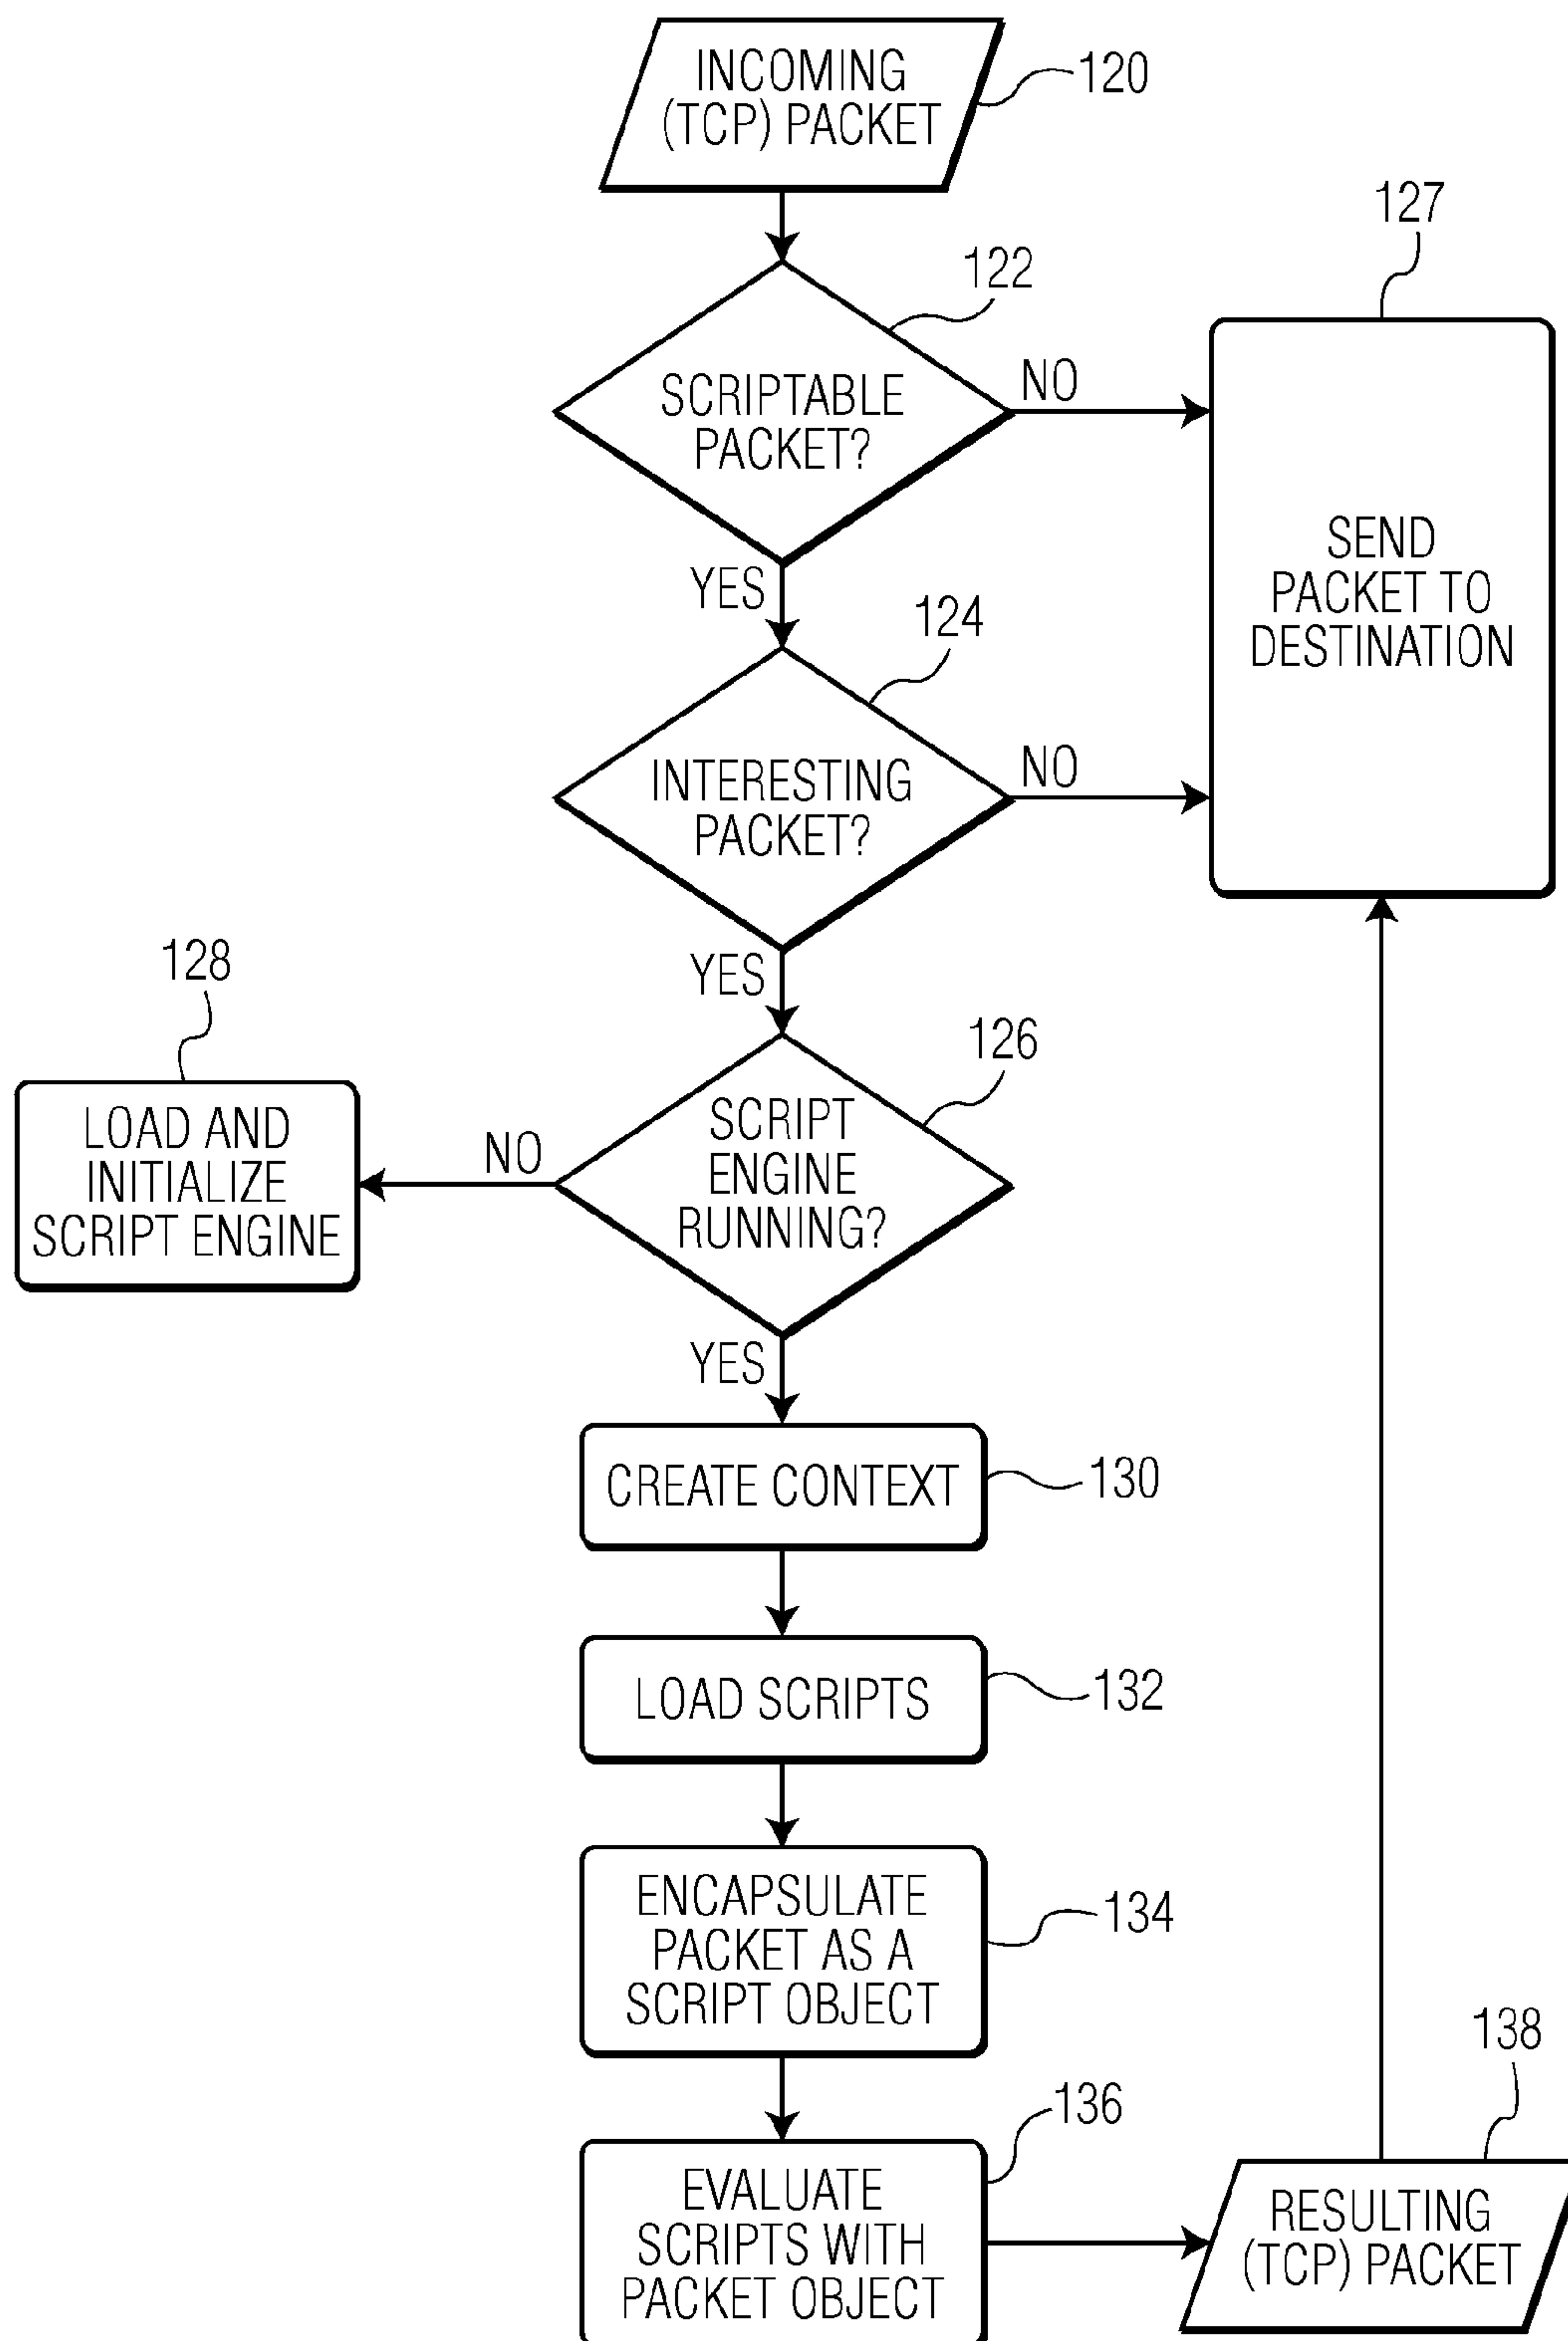 INCOMING
(TCP) PACKET
120
127
122
SCRIPTABLE
PACKET?
NO
YES
SEND
PACKET TO
DESTINATION
124
INTERESTING
PACKET?
NO
YES
128
LOAD AND
INITIALIZE
SCRIPT ENGINE
NO
126
SCRIPT
ENGINE
RUNNING?
YES
CREATE CONTEXT
130
LOAD SCRIPTS
132
ENCAPSULATE
PACKET AS A
SCRIPT OBJECT
134
136
EVALUATE
SCRIPTS WITH
PACKET OBJECT
138
RESULTING
(TCP) PACKET